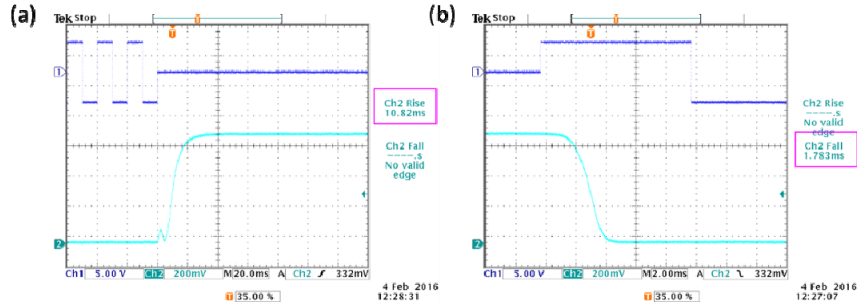 (a)
Tek Stop
T
T
1
Ch2 Rise
10.82ms
Ch2 Fall
----.s
No valid
edge
2
Ch1 5.00 V Ch2 200mV M 20.0ms A Ch2 ƒ 332mV
T 35.00 %
4 Feb 2016
12:28:31
(b)
Tek Stop
T
T
1
Ch2 Rise
----.s
No valid
edge
Ch2 Fall
1.783ms
2
Ch1 5.00 V Ch2 200mV M 2.00ms A Ch2 332mV
T 35.00 %
4 Feb 2016
12:27:07